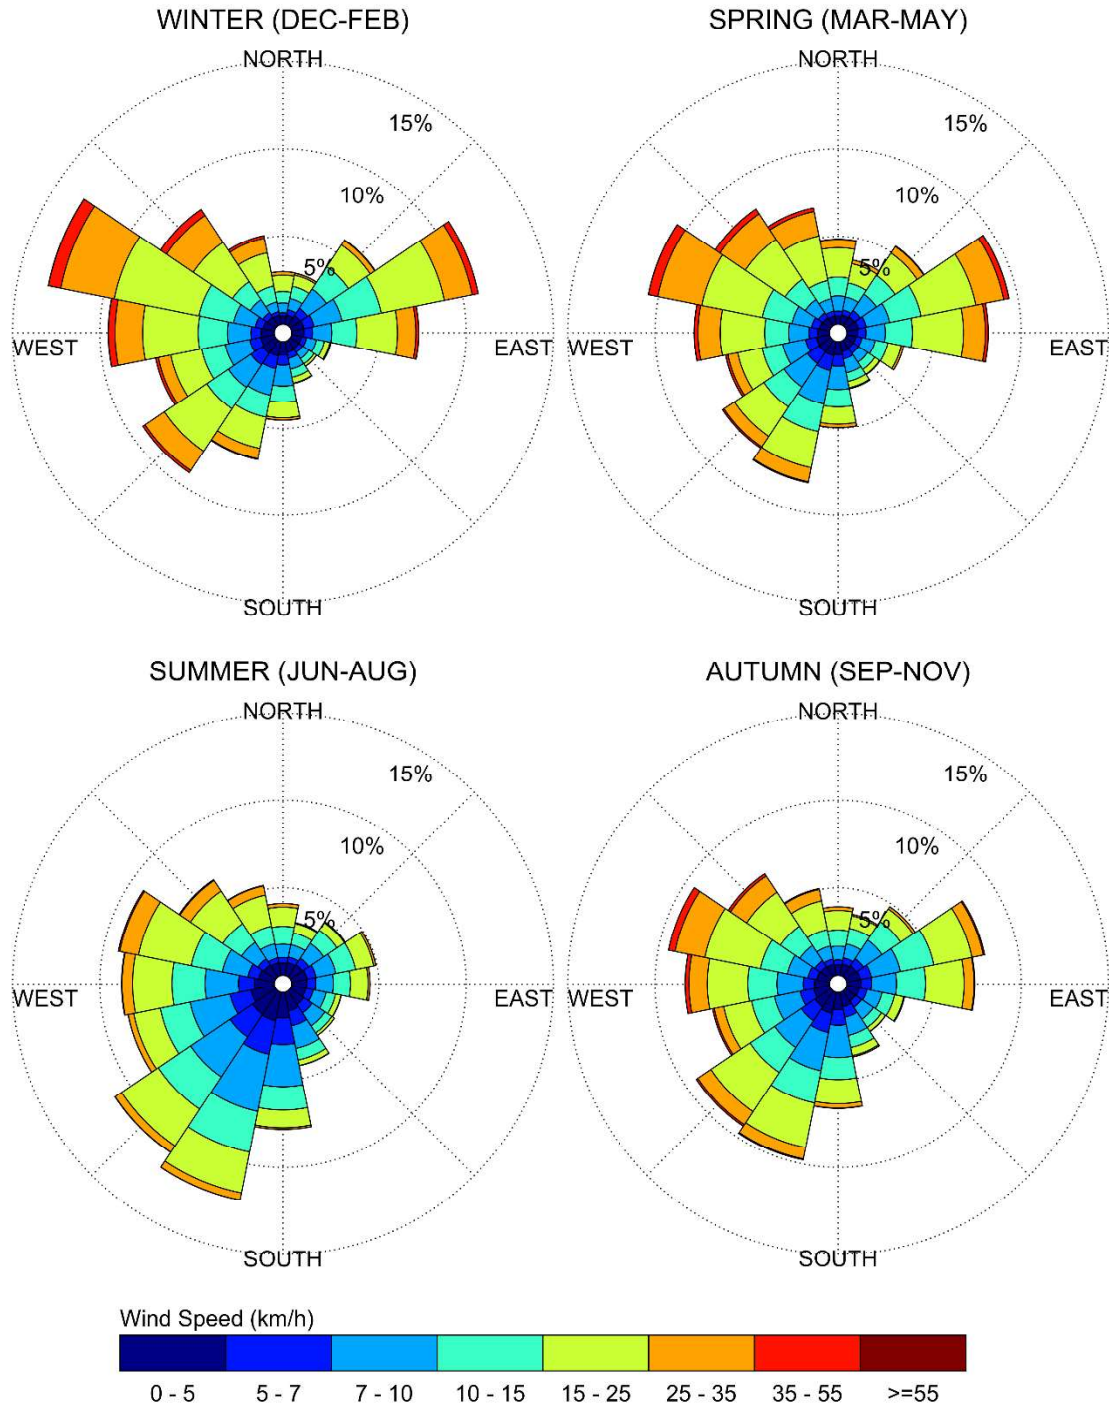 WINTER (DEC-FEB)
SPRING (MAR-MAY)
NORTH
NORTH
15%
15%
10%
10%
5%
5%
WEST
EAST
WEST
EAST
SOUTH
SOUTH
SUMMER (JUN-AUG)
AUTUMN (SEP-NOV)
NORTH
NORTH
15%
15%
10%
10%
5%
5%
WEST
EAST
WEST
EAST
SOUTH
SOUTH
Wind Speed (km/h)
0 - 5 5 - 7 7 - 10 10 - 15 15 - 25 25 - 35 35 - 55 >=55